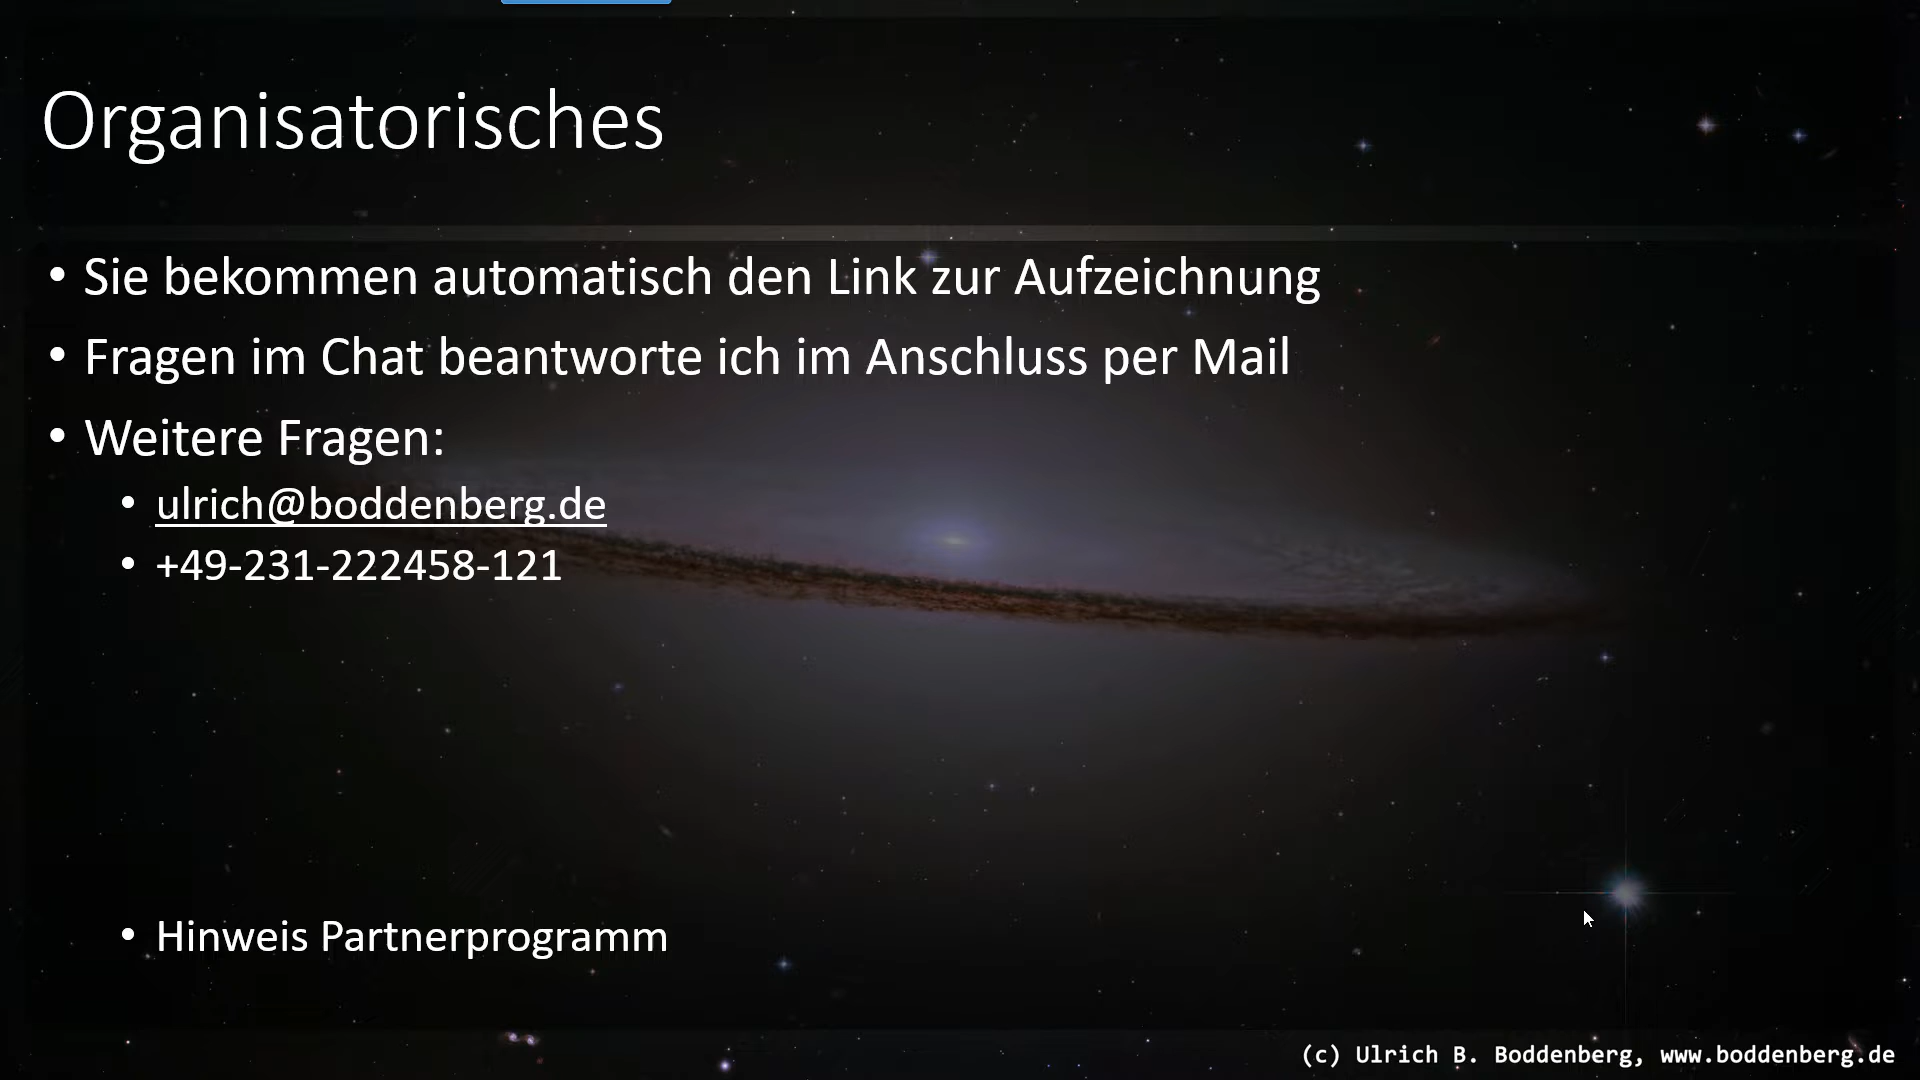 Organisatorisches
• Sie bekommen automatisch den Link zur Aufzeichnung
• Fragen im Chat beantworte ich im Anschluss per Mail
• Weitere Fragen:
• ulrich@boddenberg.de
• +49-231-222458-121
• Hinweis Partnerprogramm
(c) Ulrich B. Boddenberg, www.boddenberg.de